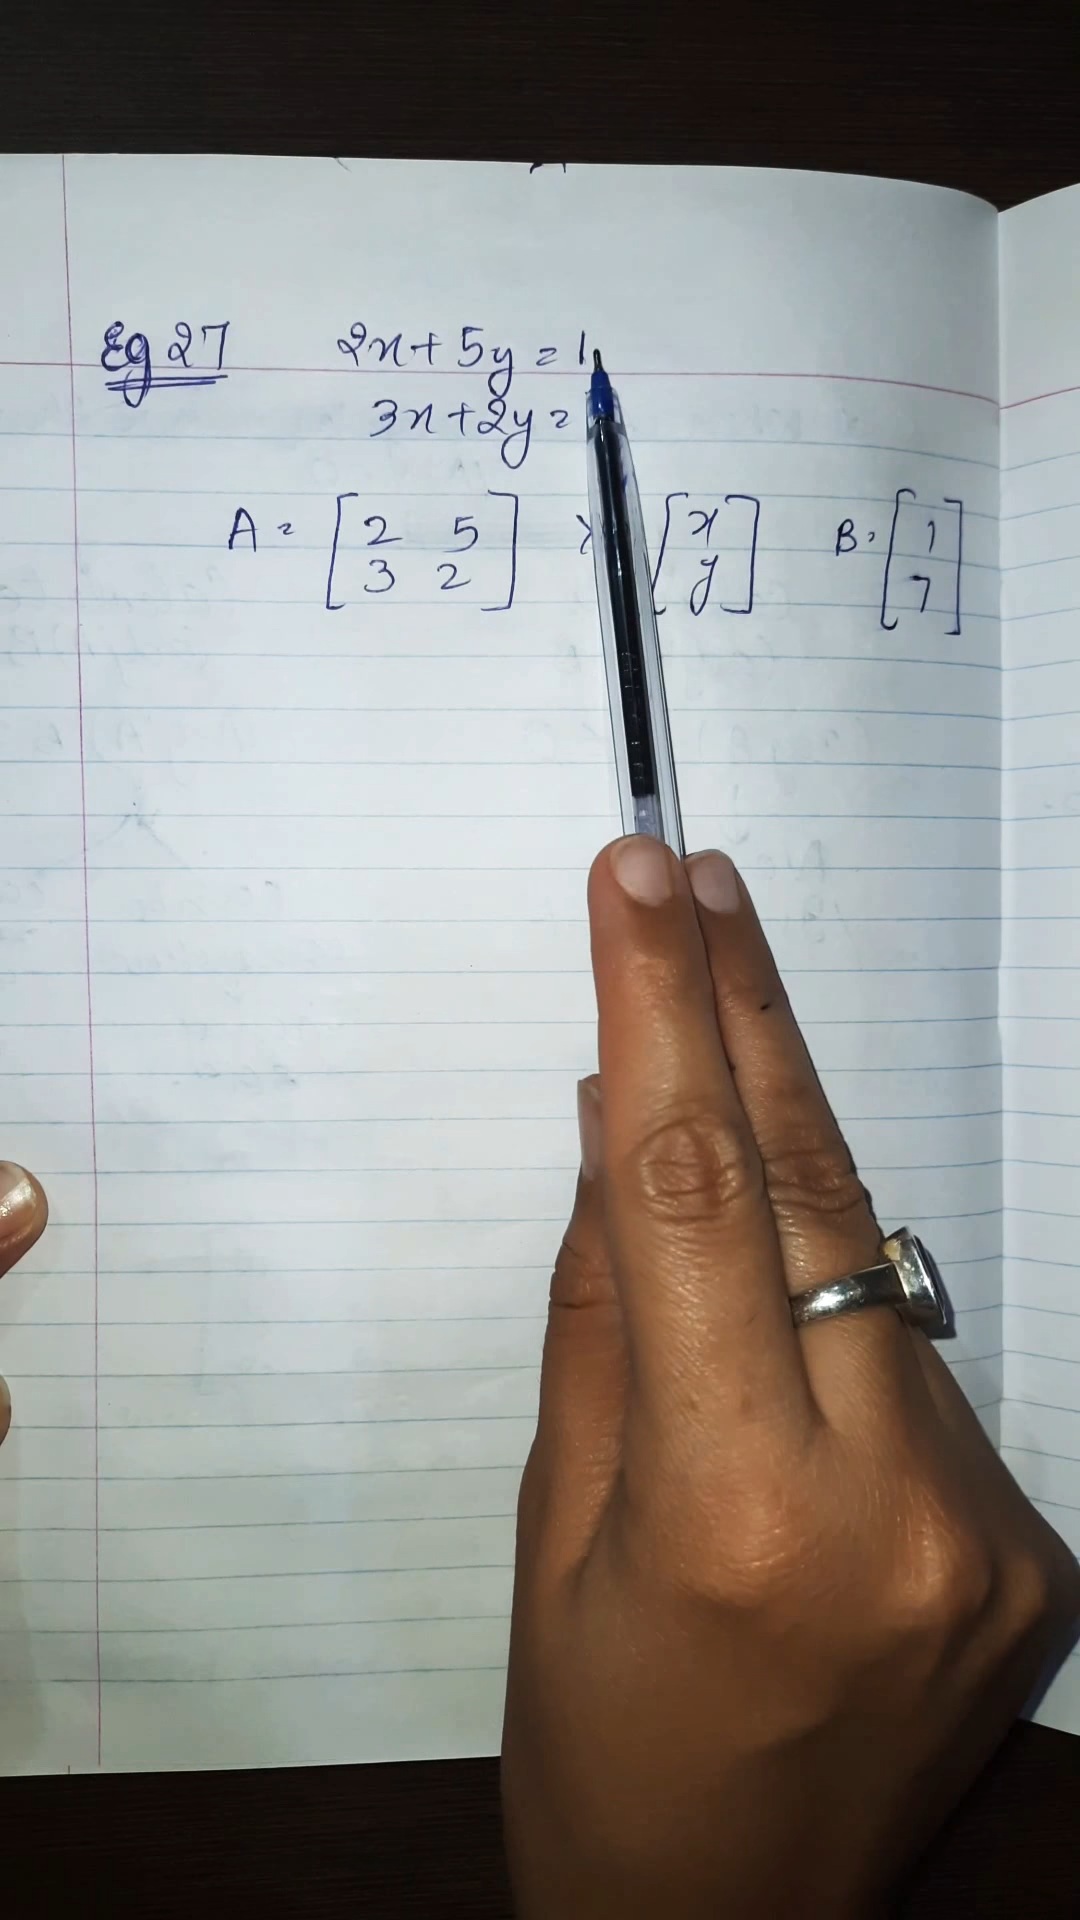 Eg 27 2x + 5y = 1
3x + 2y =
A = [2 5
3 2] [x
y] B = [1
7]